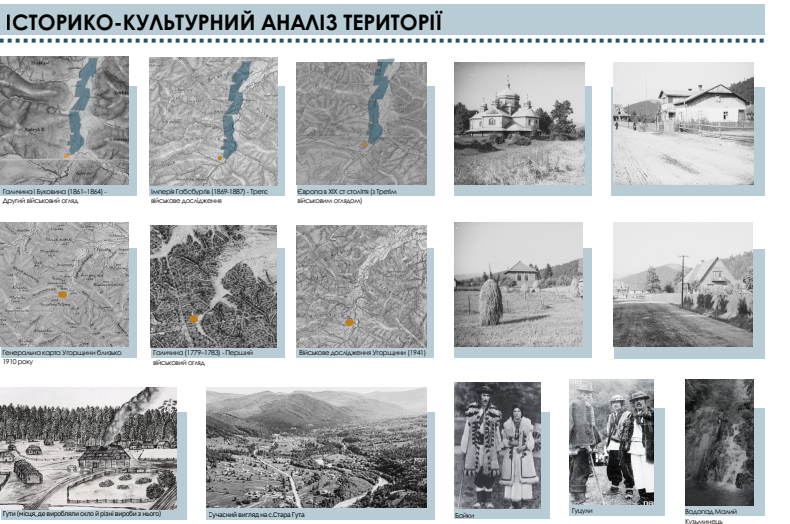 ІСТОРИКО-КУЛЬТУРНИЙ АНАЛІЗ ТЕРИТОРІЇ
Галичина і Буковина (1861–1864) -
Другий військовий огляд
Імперія Габсбургів (1869-1887) - Третє
військове дослідження
Європа в XIX ст століття (з Третім
військовим оглядом)
Генеральна карта Угорщини близько
1910 року
Галичина (1779–1783) - Перший
військовий огляд
Військове дослідження Угорщини (1941)
Гути (місця, де виробляли скло й різні вироби з нього)
Сучасний вигляд на с.Стара Гута
Бойки
Гуцули
Водопад Малий
Кузьминець